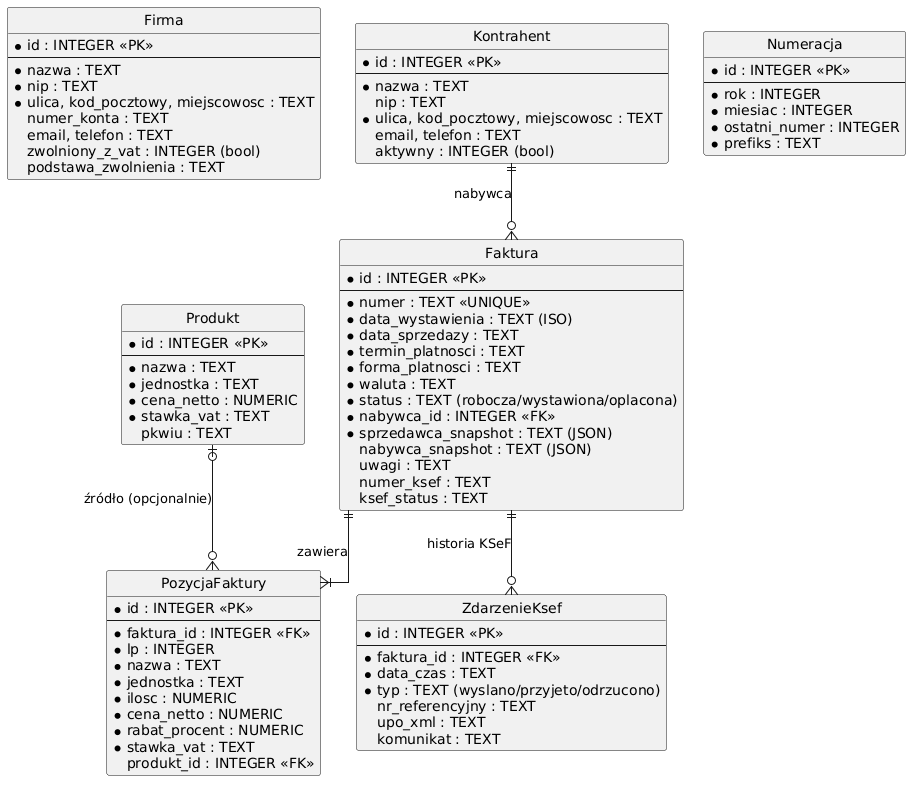 Firma
id : INTEGER «PK»
nazwa : TEXT
nip : TEXT
ulica, kod_pocztowy, miejscowosc : TEXT
numer_konta : TEXT
email, telefon : TEXT
zwolniony_z_vat : INTEGER (bool)
podstawa_zwolnienia : TEXT
Kontrahent
id : INTEGER «PK»
nazwa : TEXT
nip : TEXT
ulica, kod_pocztowy, miejscowosc : TEXT
email, telefon : TEXT
aktywny : INTEGER (bool)
Numeracja
id : INTEGER «PK»
rok : INTEGER
miesiac : INTEGER
ostatni_numer : INTEGER
prefiks : TEXT
nabywca
Faktura
id : INTEGER «PK»
numer : TEXT «UNIQUE»
data_wystawienia : TEXT (ISO)
data_sprzedazy : TEXT
termin_platnosci : TEXT
forma_platnosci : TEXT
waluta : TEXT
status : TEXT (robocza/wystawiona/oplacona)
nabywca_id : INTEGER «FK»
sprzedawca_snapshot : TEXT (JSON)
nabywca_snapshot : TEXT (JSON)
uwagi : TEXT
numer_ksef : TEXT
ksef_status : TEXT
Produkt
id : INTEGER «PK»
nazwa : TEXT
jednostka : TEXT
cena_netto : NUMERIC
stawka_vat : TEXT
pkwiu : TEXT
źródło (opcjonalnie)
zawiera
historia KSeF
PozycjaFaktury
id : INTEGER «PK»
faktura_id : INTEGER «FK»
lp : INTEGER
nazwa : TEXT
jednostka : TEXT
ilosc : NUMERIC
cena_netto : NUMERIC
rabat_procent : NUMERIC
stawka_vat : TEXT
produkt_id : INTEGER «FK»
ZdarzenieKsef
id : INTEGER «PK»
faktura_id : INTEGER «FK»
data_czas : TEXT
typ : TEXT (wyslano/przyjeto/odrzucono)
nr_referencyjny : TEXT
upo_xml : TEXT
komunikat : TEXT